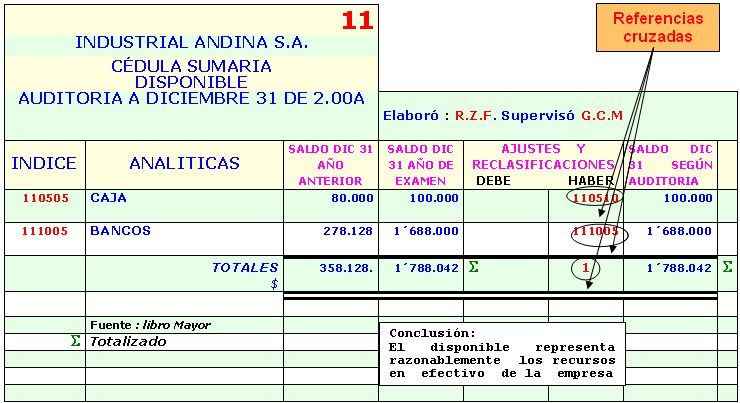 11
Referencias
cruzadas
INDUSTRIAL ANDINA S.A.
CÉDULA SUMARIA
DISPONIBLE
AUDITORIA A DICIEMBRE 31 DE 2.00A
Elaboró : R.Z.F. Supervisó G.C.M
INDICE
ANALITICAS
SALDO DIC 31
AÑO
ANTERIOR
SALDO DIC
31 AÑO DE
EXAMEN
AJUSTES Y
RECLASIFICACIONES
DEBE HABER
SALDO DIC
31 SEGÚN
AUDITORIA
110505 CAJA 80.000 100.000 110510 100.000
111005 BANCOS 278.128 1´688.000 111005 1´688.000
TOTALES 358.128. 1´788.042 Σ 1 1´788.042 Σ
$
Fuente : libro Mayor
Σ Totalizado
Conclusión:
El disponible representa
razonablemente los recursos
en efectivo de la empresa